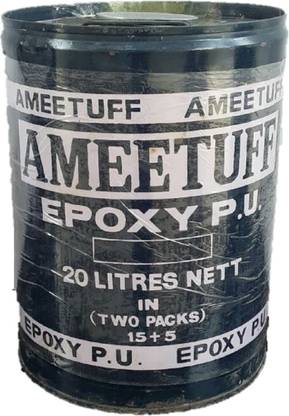 AMEETUFF AMEETUFF
AMEETUFF
EPOXY P.U.
20 LITRES NETT
IN
(TWO PACKS)
15 + 5
EPOXY P.U. EPOXY P.U.